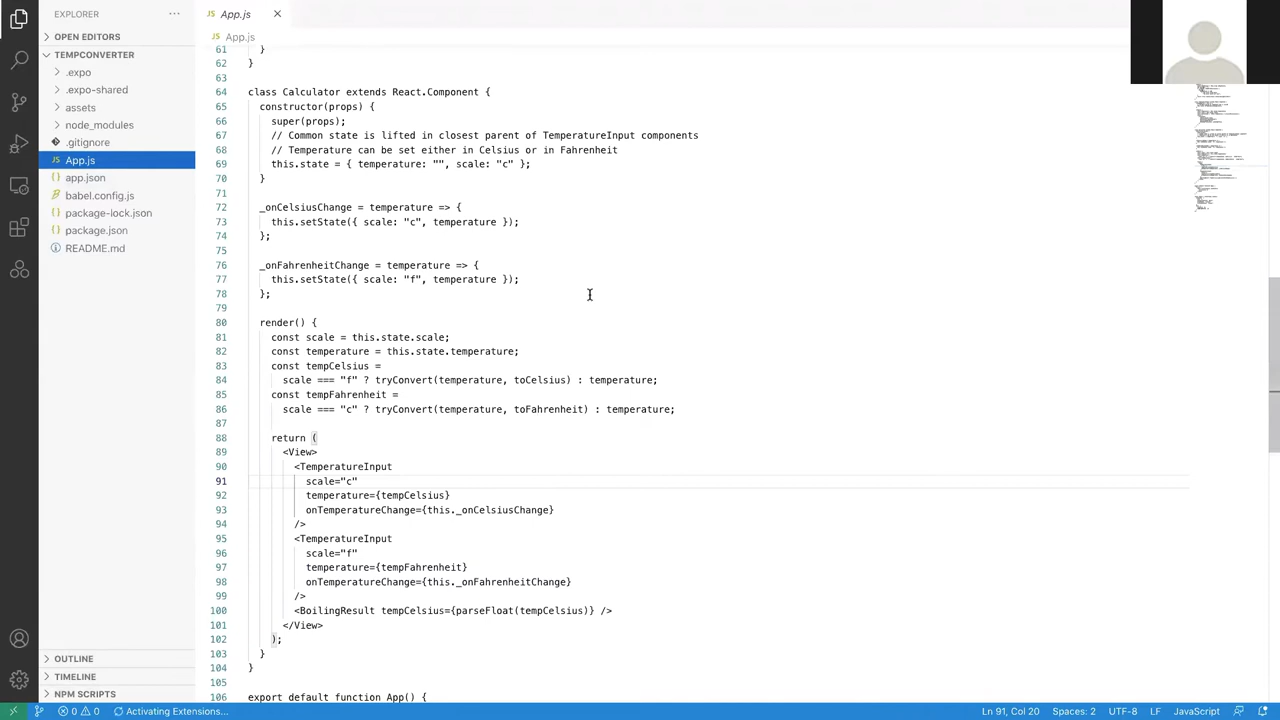 EXPLORER
···
OPEN EDITORS
TEMPCONVERTER
.expo
.expo-shared
assets
node_modules
.gitignore
JS App.js
app.json
babel.config.js
package-lock.json
package.json
README.md
OUTLINE
TIMELINE
NPM SCRIPTS
JS App.js
JS App.js
61 }
62 }
63
64 class Calculator extends React.Component {
65 constructor(props) {
66 super(props);
67 // Common state is lifted in closest parent of TemperatureInput components
68 // Temperature can be set either in Celsius or in Fahrenheit
69 this.state = { temperature: "", scale: "c" };
70 }
71
72 _onCelsiusChange = temperature => {
73 this.setState({ scale: "c", temperature });
74 };
75
76 _onFahrenheitChange = temperature => {
77 this.setState({ scale: "f", temperature });
78 };
79
80 render() {
81 const scale = this.state.scale;
82 const temperature = this.state.temperature;
83 const tempCelsius =
84 scale === "f" ? tryConvert(temperature, toCelsius) : temperature;
85 const tempFahrenheit =
86 scale === "c" ? tryConvert(temperature, toFahrenheit) : temperature;
87
88 return (
89 <View>
90 <TemperatureInput
91 scale="c"
92 temperature={tempCelsius}
93 onTemperatureChange={this._onCelsiusChange}
94 />
95 <TemperatureInput
96 scale="f"
97 temperature={tempFahrenheit}
98 onTemperatureChange={this._onFahrenheitChange}
99 />
100 <BoilingResult tempCelsius={parseFloat(tempCelsius)} />
101 </View>
102 );
103 }
104 }
105
106 export default function App() {
0 0 Activating Extensions...
Ln 91, Col 20 Spaces: 2 UTF-8 LF JavaScript